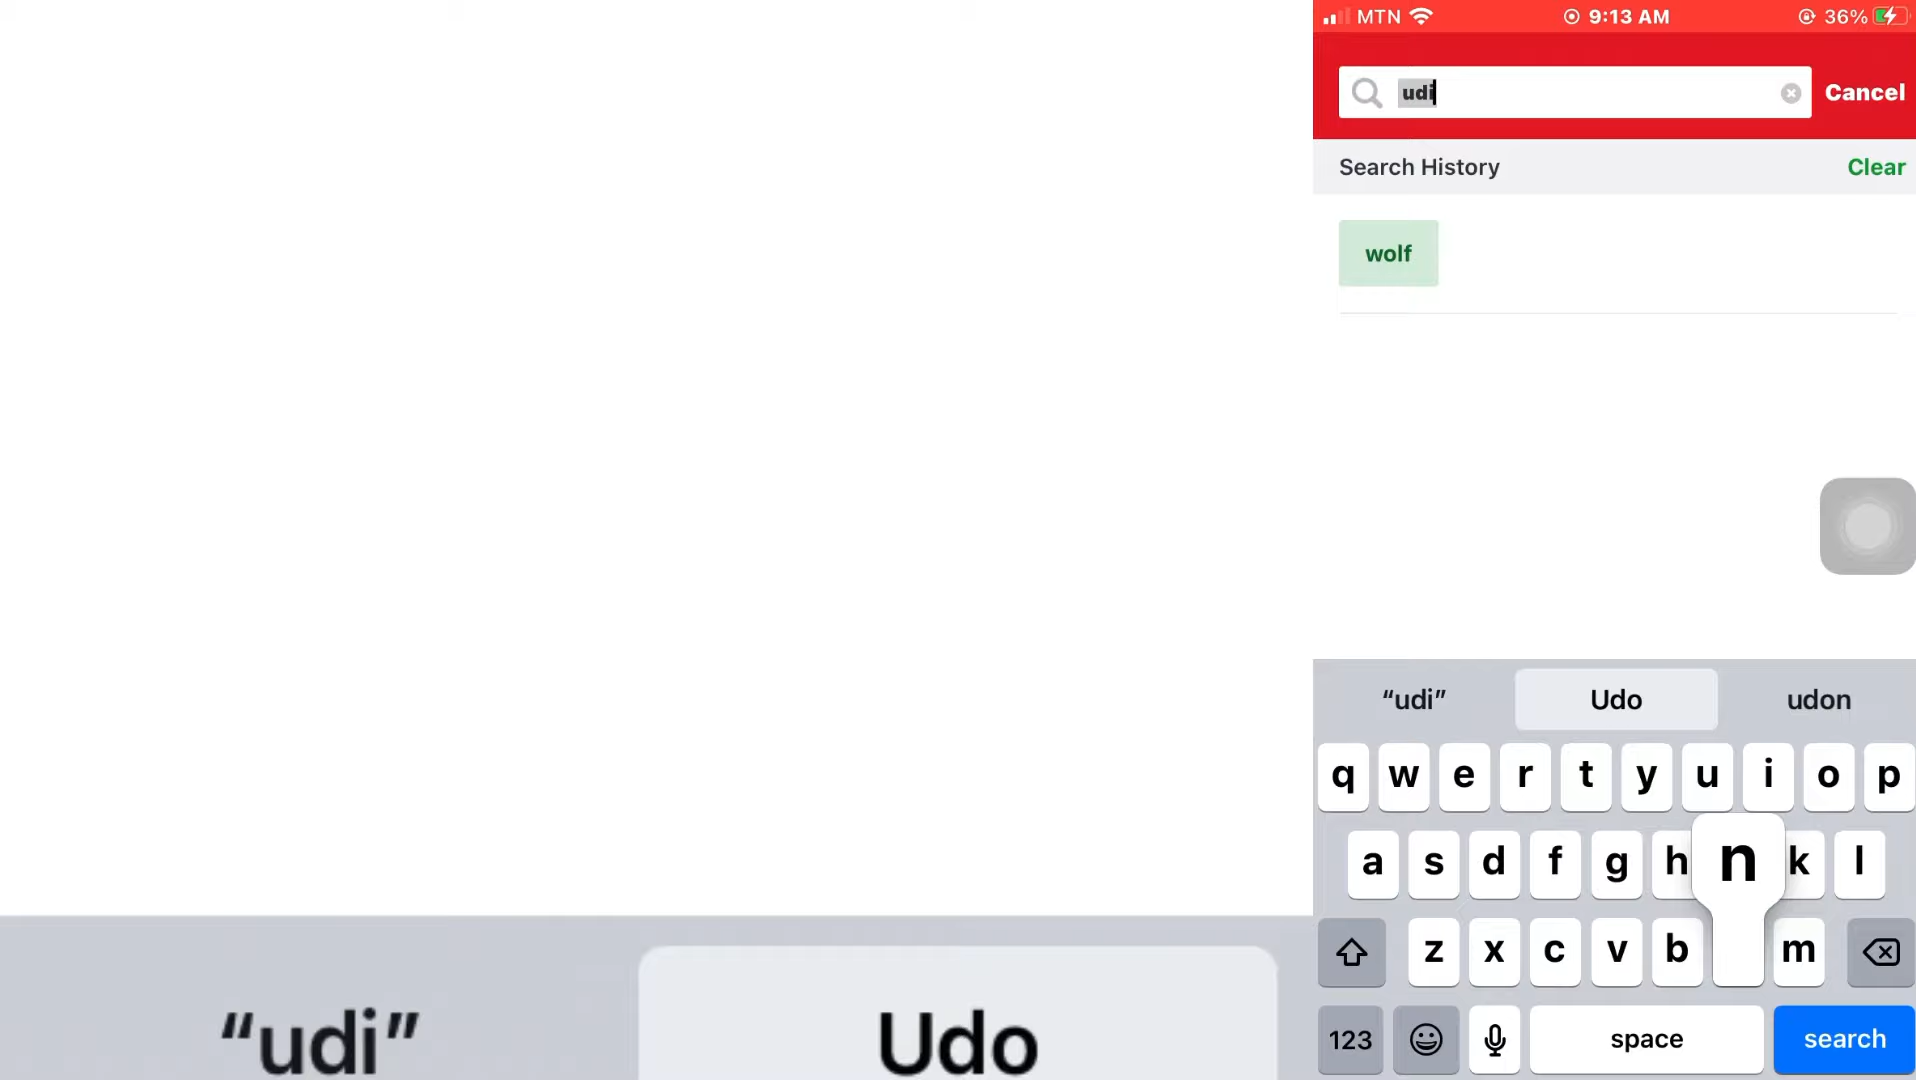 MTN 9:13 AM 36%
udi Cancel
Search History Clear
wolf
“udi” Udo udon
q w e r t y u i o p
a s d f g h n k l
z x c v b m
123 space search
“udi” Udo